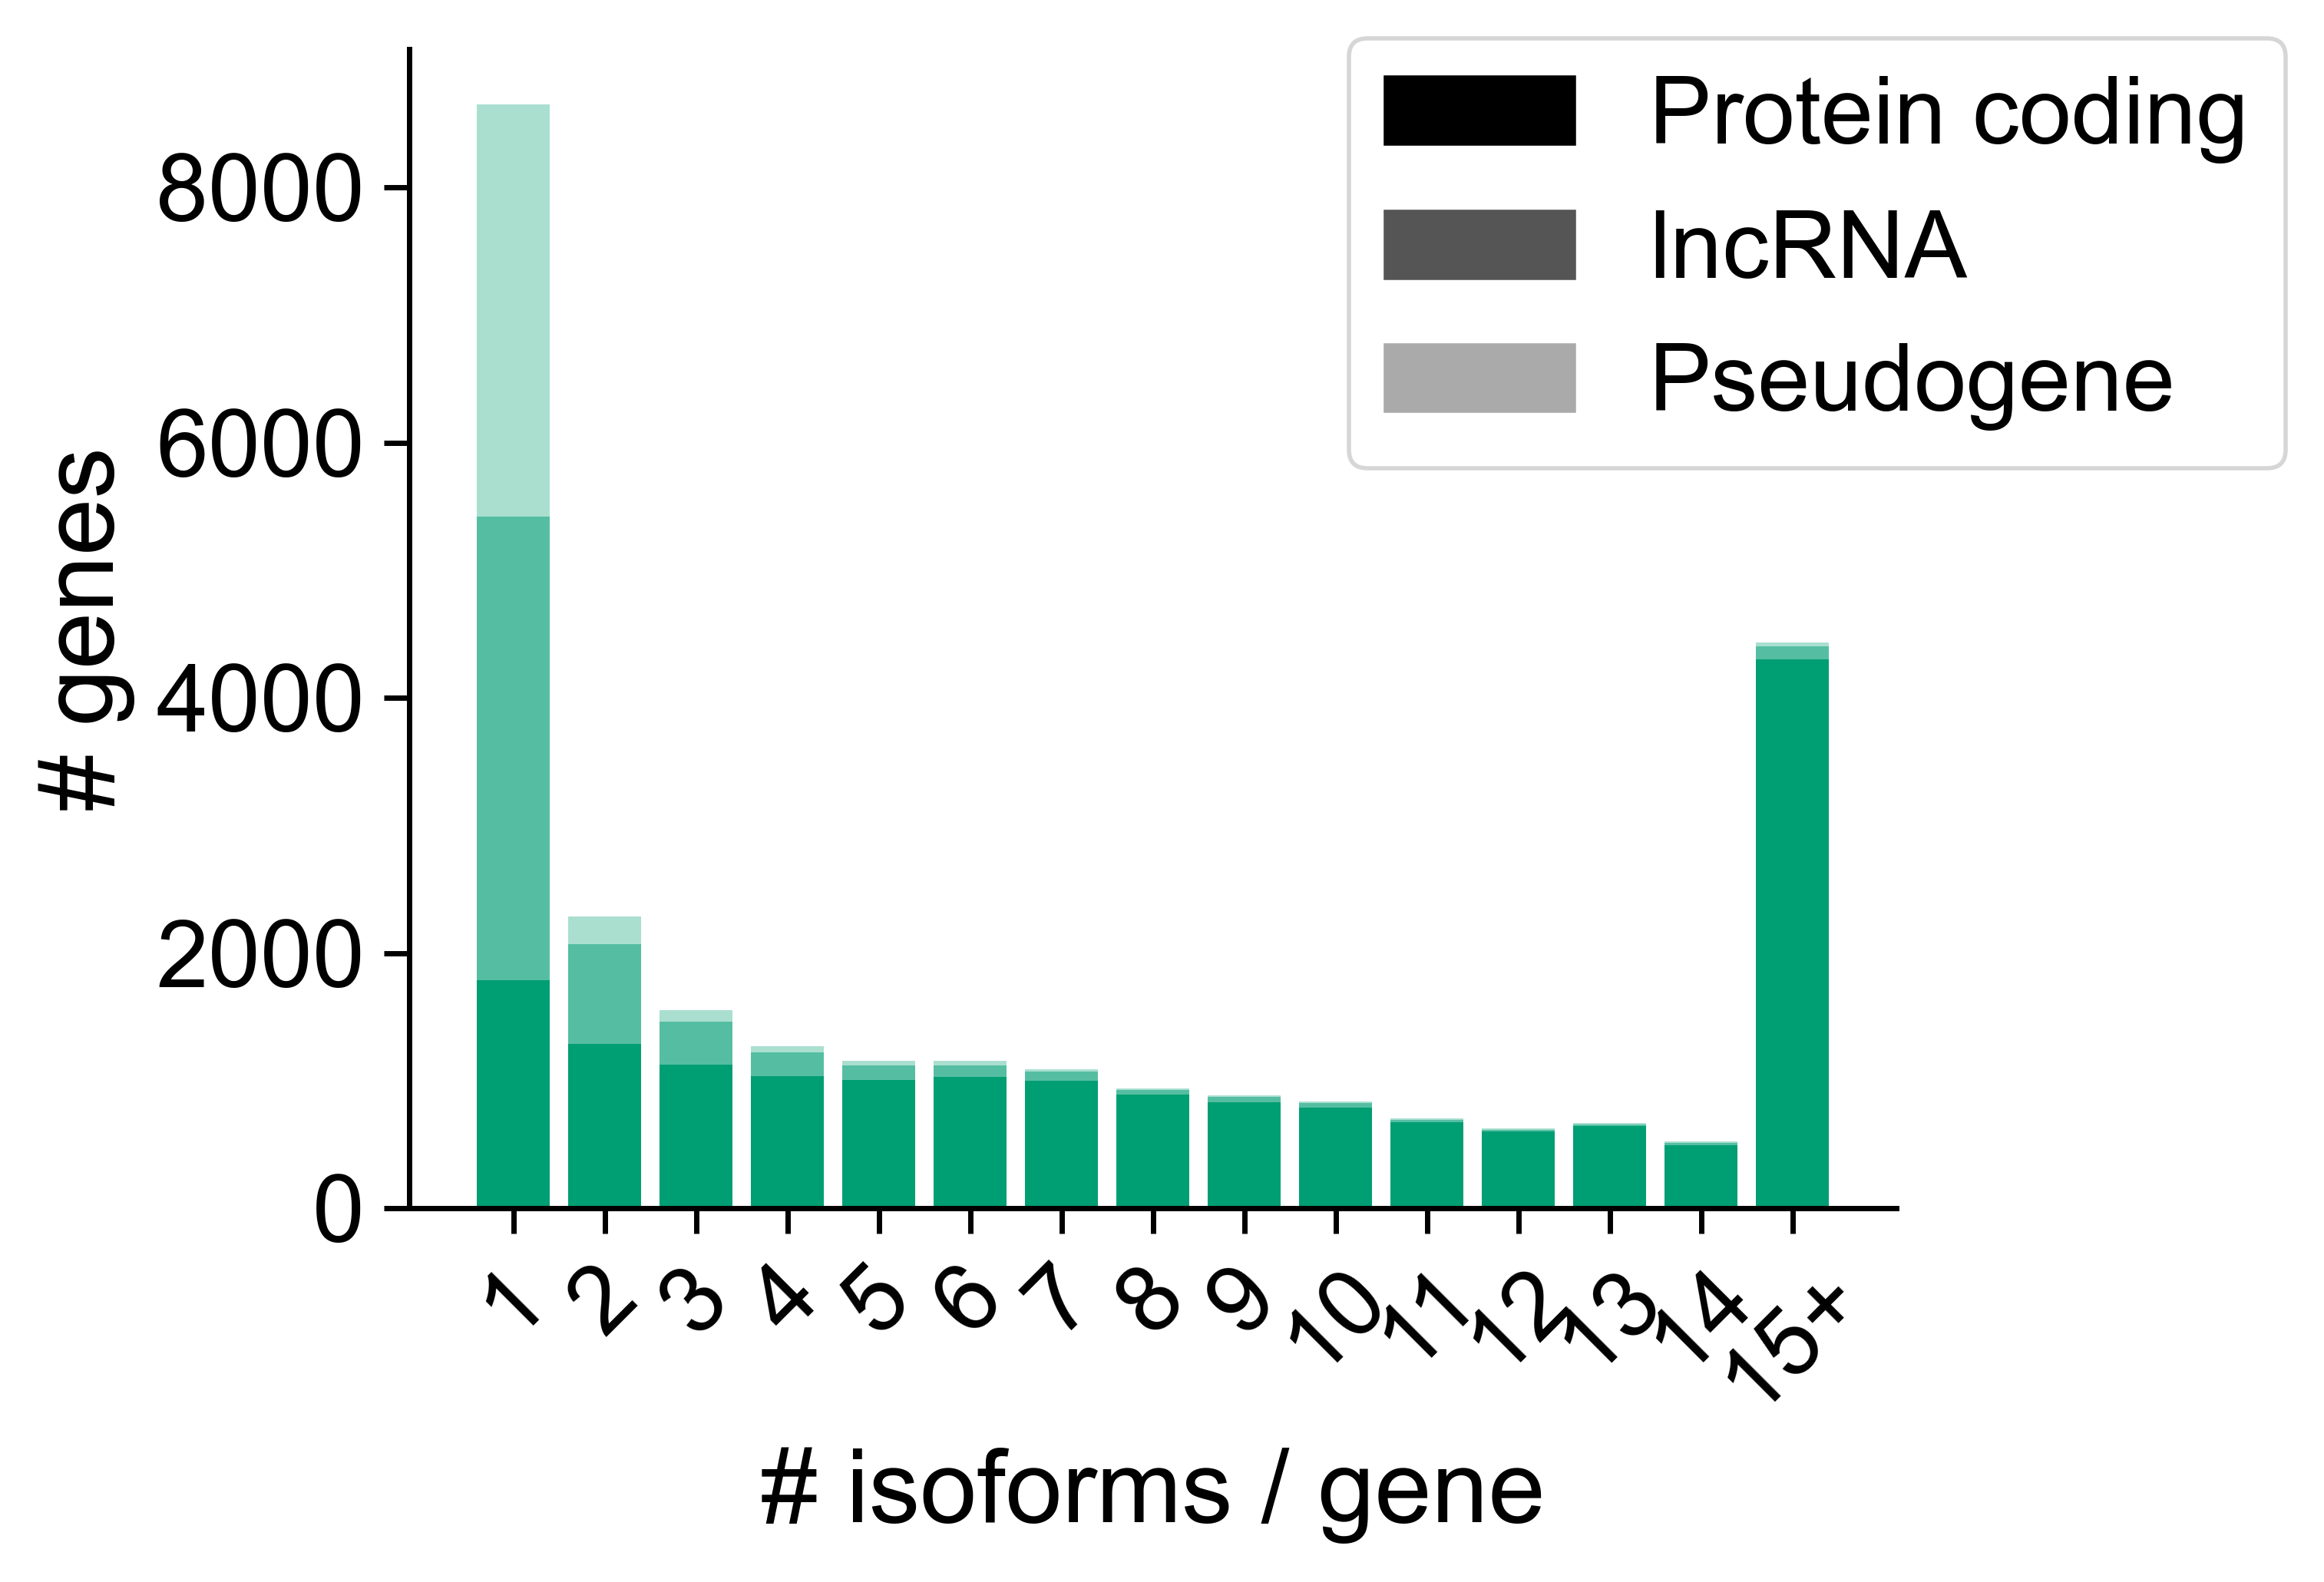 Protein coding
lncRNA
Pseudogene
# genes
8000
6000
4000
2000
0
1 2 3 4 5 6 7 8 9 10 11 12 13 14 15+
# isoforms / gene